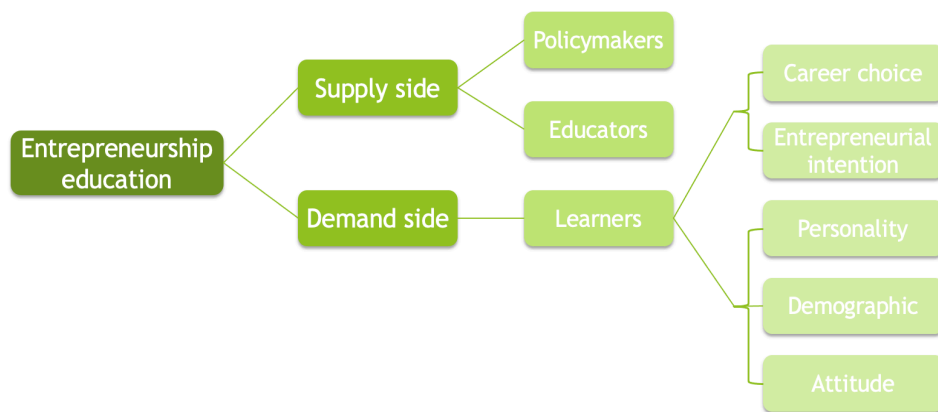 Entrepreneurship
education
Supply side
Demand side
Policymakers
Educators
Learners
Career choice
Entrepreneurial
intention
Personality
Demographic
Attitude